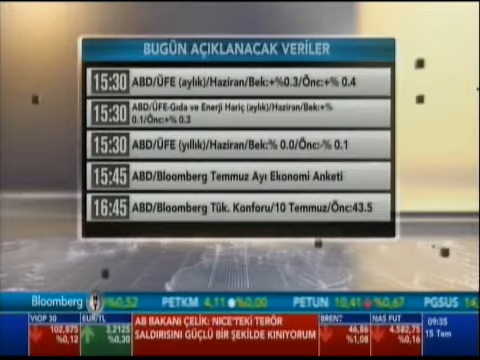 BUGÜN AÇIKLANACAK VERİLER
15:30 ABD/ÜFE (aylık)/Haziran/Bek:+%0.3/Önc:+% 0.4
15:30 ABD/ÜFE-Gıda ve Enerji Hariç (aylık)/Haziran/Bek:+%
0.1/Önc:+% 0.3
15:30 ABD/ÜFE (yıllık)/Haziran/Bek:% 0.0/Önc:-% 0.1
15:45 ABD/Bloomberg Temmuz Ayı Ekonomi Anketi
16:45 ABD/Bloomberg Tük. Konforu/10 Temmuz/Önc:43.5
Bloomberg HT %0,52 PETKM 4,11 %0,00 PETUN 10,41 %0,67 PGSUS 14,
VIOP 30 EUR/TL AB BAKANI ÇELİK: NICE'TEKİ TERÖR BRENT NAS FUT 09:35
102,875 3,2125 SALDIRISINI GÜÇLÜ BİR ŞEKİLDE KINIYORUM 46,86 4.582,75 15 Tem
%0,12 %0,30 %1,08 %0,16